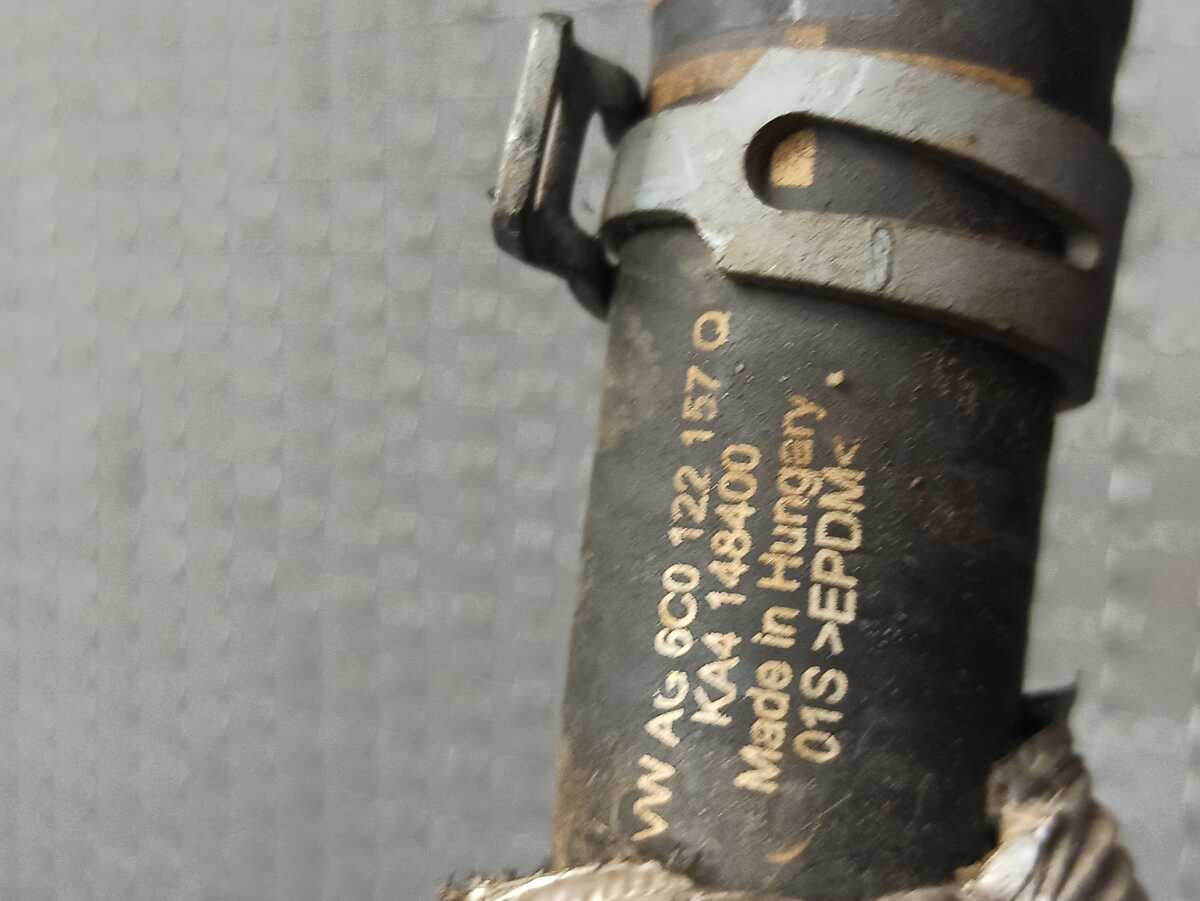 VW AG 6C0 122 157 Q
KA4 148400
Made in Hungary
01S >EPDM<